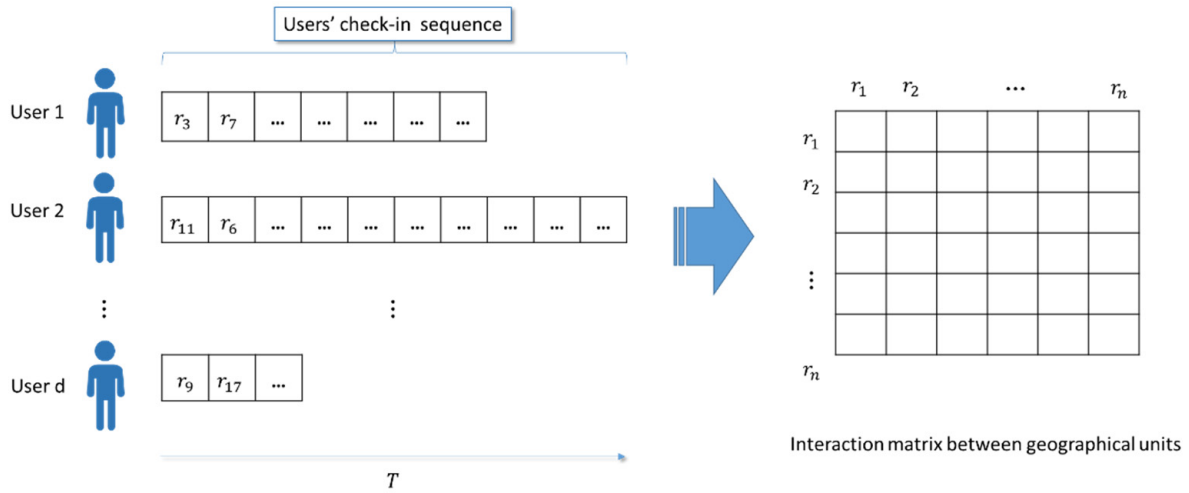 Users' check-in sequence
User 1
r3 r7 ... ... ... ... ...
User 2
r11 r6 ... ... ... ... ... ... ... ...
⋮ ⋮
User d
r9 r17 ...
T
r1 r2 ... rn
r1
r2
⋮
rn
Interaction matrix between geographical units